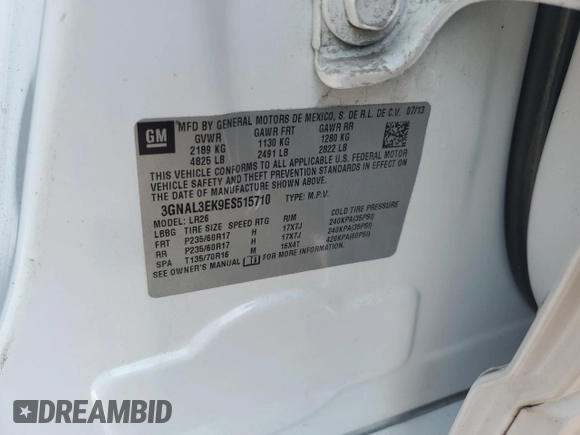 GM
MFD BY GENERAL MOTORS DE MEXICO, S. DE R.L. DE C.V. 07/13
GVWR GAWR FRT GAWR RR
2189 KG 1130 KG 1280 KG
4825 LB 2491 LB 2822 LB
THIS VEHICLE CONFORMS TO ALL APPLICABLE U.S. FEDERAL MOTOR
VEHICLE SAFETY AND THEFT PREVENTION STANDARDS IN EFFECT
ON THE DATE OF MANUFACTURE SHOWN ABOVE.
3GNAL3EK9ES515710 TYPE: M.P.V.
MODEL: LR26
LBBG TIRE SIZE SPEED RTG RIM COLD TIRE PRESSURE
FRT P235/60R17 H 17X7J 240KPA(35PSI)
RR P235/60R17 H 17X7J 240KPA(35PSI)
SPA T135/70R16 M 16X4T 420KPA(60PSI)
SEE OWNER'S MANUAL FOR MORE INFORMATION.
DREAMBID